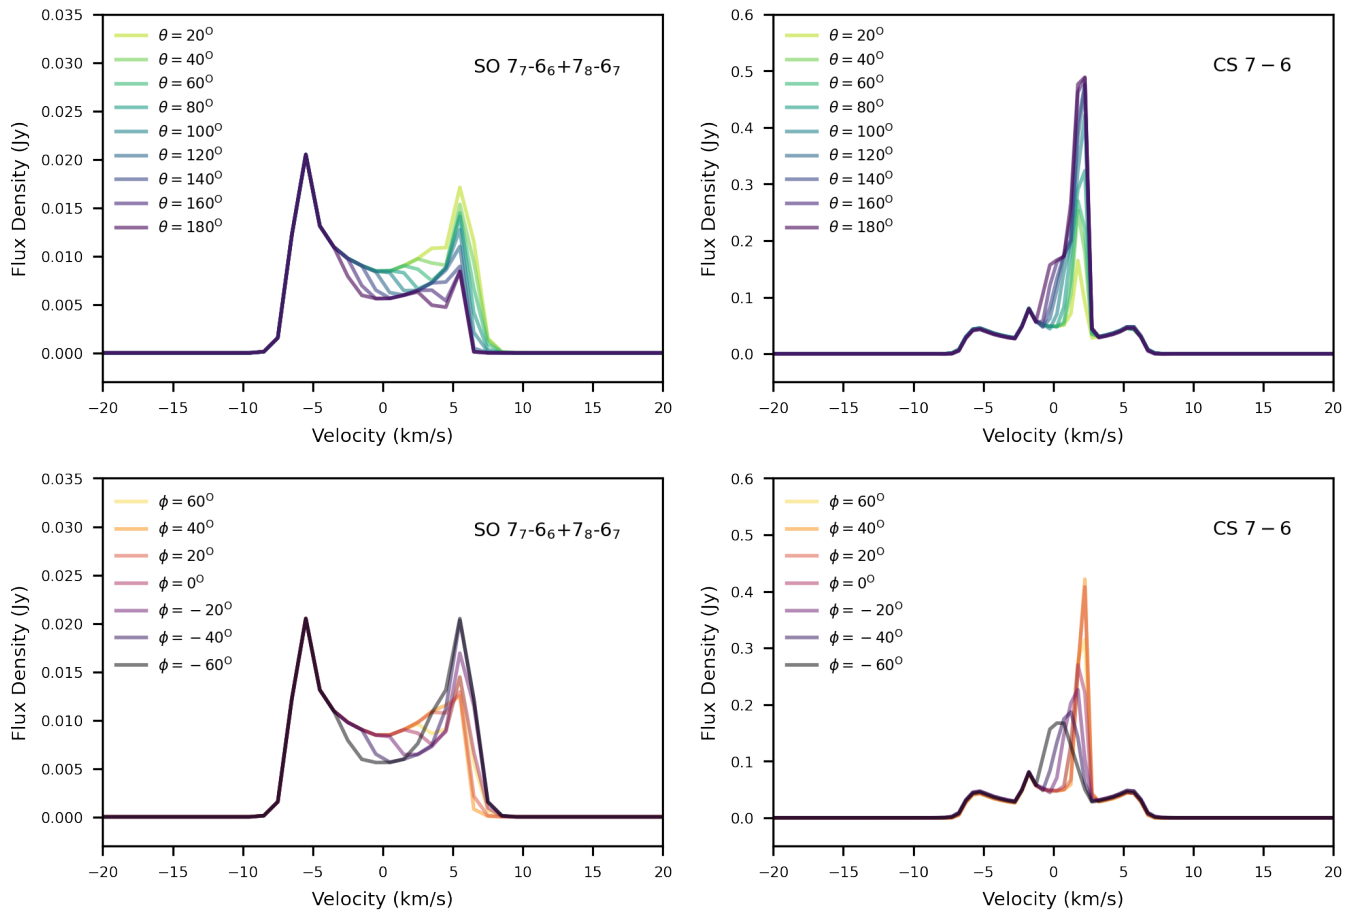 0.035
0.030
0.025
0.020
0.015
0.010
0.005
0.000
Flux Density (Jy)
θ = 20°
θ = 40°
θ = 60°
θ = 80°
θ = 100°
θ = 120°
θ = 140°
θ = 160°
θ = 180°
SO 7₇-6₆+7₈-6₇
−20 −15 −10 −5 0 5 10 15 20
Velocity (km/s)
0.6
0.5
0.4
0.3
0.2
0.1
0.0
Flux Density (Jy)
θ = 20°
θ = 40°
θ = 60°
θ = 80°
θ = 100°
θ = 120°
θ = 140°
θ = 160°
θ = 180°
CS 7 − 6
−20 −15 −10 −5 0 5 10 15 20
Velocity (km/s)
0.035
0.030
0.025
0.020
0.015
0.010
0.005
0.000
Flux Density (Jy)
ϕ = 60°
ϕ = 40°
ϕ = 20°
ϕ = 0°
ϕ = −20°
ϕ = −40°
ϕ = −60°
SO 7₇-6₆+7₈-6₇
−20 −15 −10 −5 0 5 10 15 20
Velocity (km/s)
0.6
0.5
0.4
0.3
0.2
0.1
0.0
Flux Density (Jy)
ϕ = 60°
ϕ = 40°
ϕ = 20°
ϕ = 0°
ϕ = −20°
ϕ = −40°
ϕ = −60°
CS 7 − 6
−20 −15 −10 −5 0 5 10 15 20
Velocity (km/s)